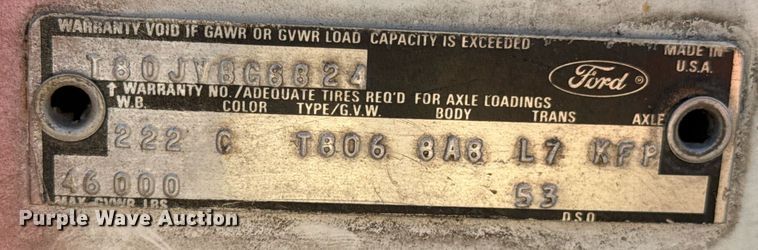 WARRANTY VOID IF GAWR OR GVWR LOAD CAPACITY IS EXCEEDED
T80JVBG6824
Ford ®
MADE IN
U.S.A.
↑ WARRANTY NO./ADEQUATE TIRES REQ'D FOR AXLE LOADINGS
W.B. COLOR TYPE/G.V.W. BODY TRANS AXLE
222 C T806 8A8 L7 KFP
46000 53
MAX GVWR LBS D.S.O.
Purple Wave Auction